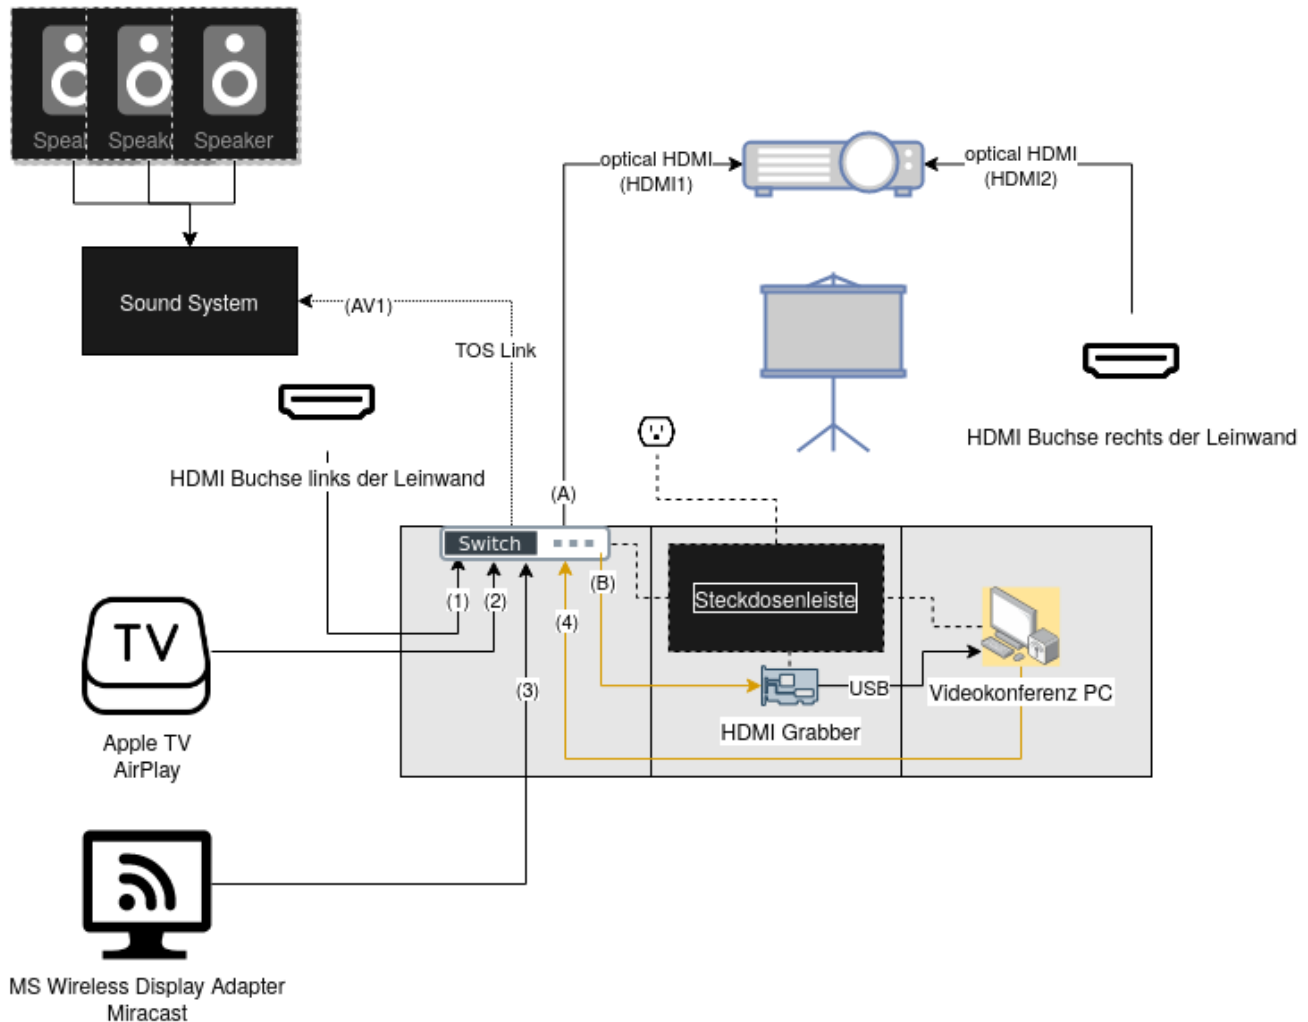 Speal
Speak
Speaker
optical HDMI
(HDMI1)
optical HDMI
(HDMI2)
Sound System
(AV1)
TOS Link
HDMI Buchse rechts der Leinwand
HDMI Buchse links der Leinwand
(A)
Switch
(B)
(1)
(2)
(4)
Steckdosenleiste
(3)
USB
Videokonferenz PC
HDMI Grabber
TV
Apple TV
AirPlay
MS Wireless Display Adapter
Miracast